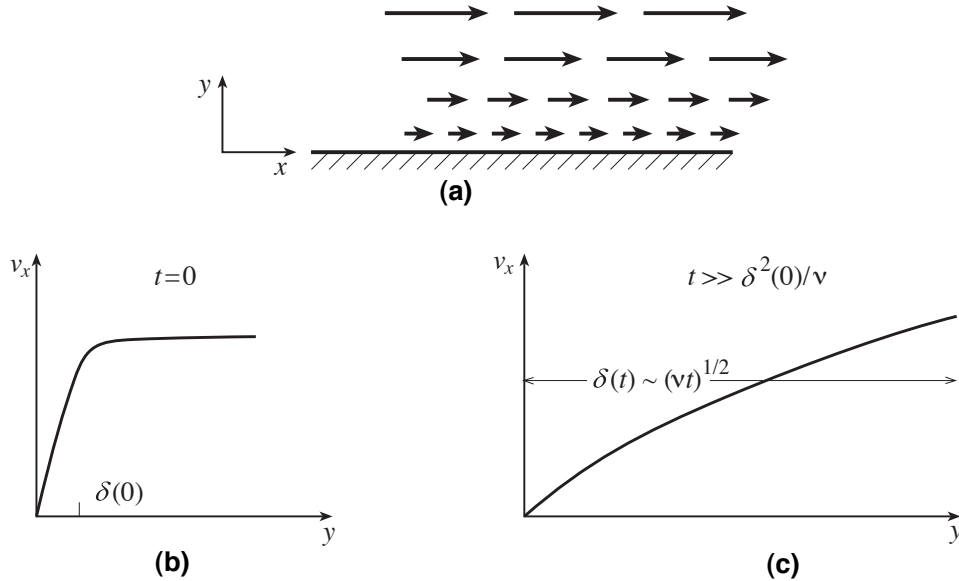 y
x
(a)
v_x
t=0
δ(0)
y
(b)
v_x
t>> δ²(0)/ν
δ(t) ~ (νt)^{1/2}
y
(c)